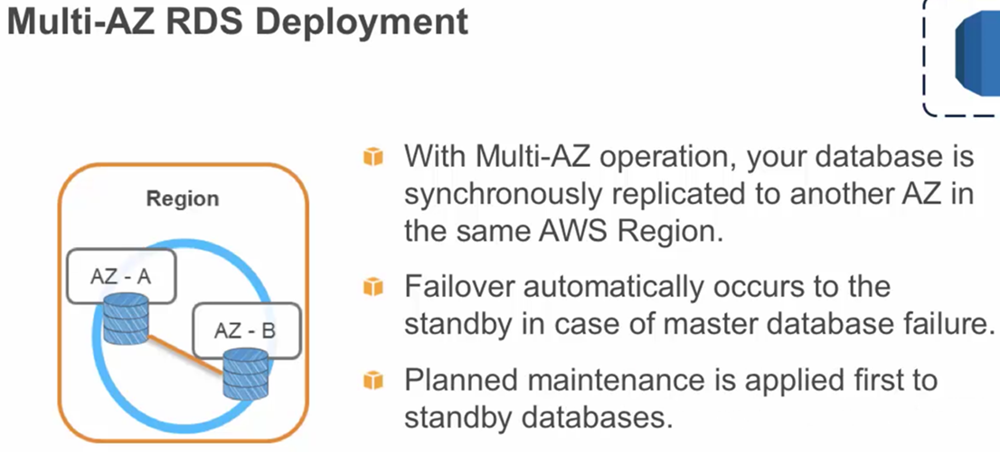 Multi-AZ RDS Deployment
Region
AZ - A
AZ - B
With Multi-AZ operation, your database is
synchronously replicated to another AZ in
the same AWS Region.
Failover automatically occurs to the
standby in case of master database failure.
Planned maintenance is applied first to
standby databases.